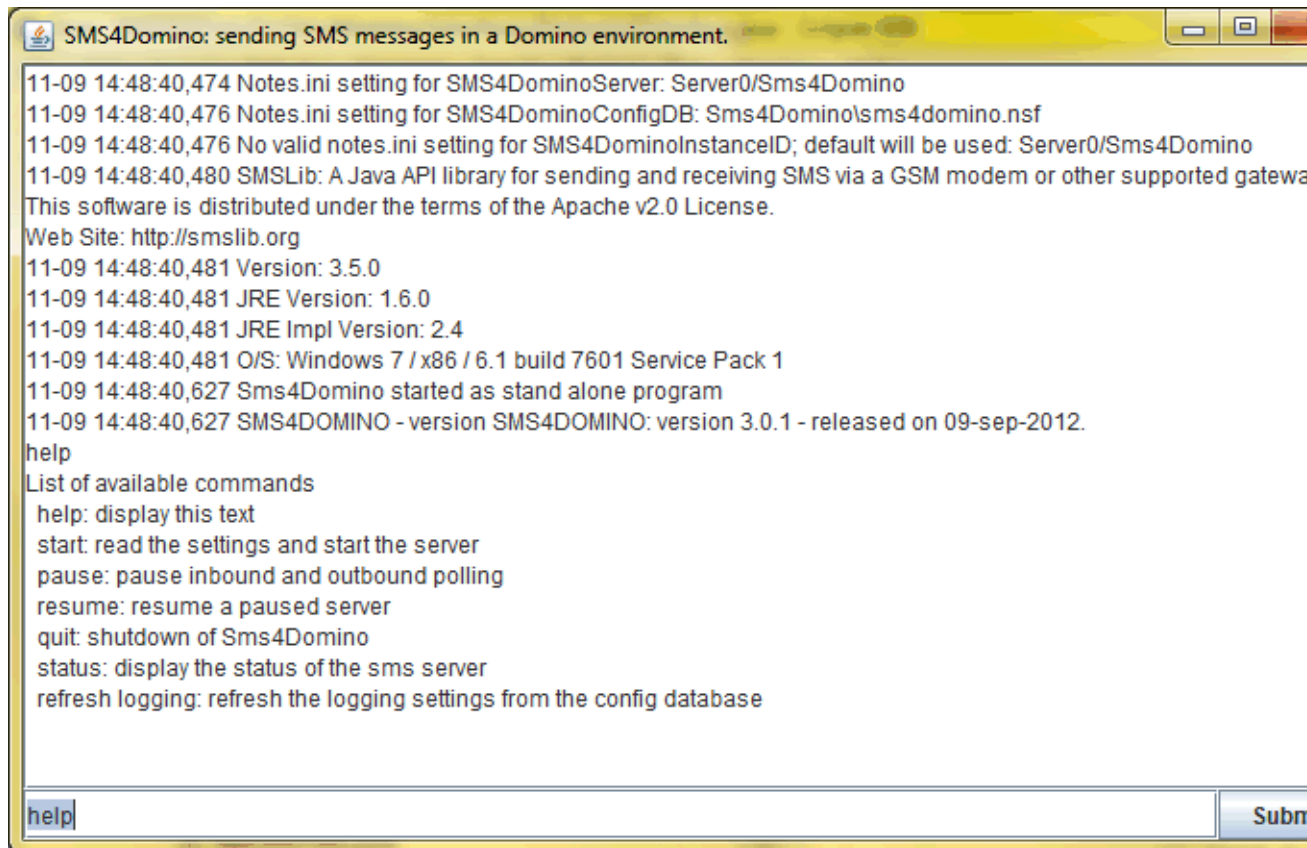 SMS4Domino: sending SMS messages in a Domino environment.
11-09 14:48:40,474 Notes.ini setting for SMS4DominoServer: Server0/Sms4Domino
11-09 14:48:40,476 Notes.ini setting for SMS4DominoConfigDB: Sms4Domino\sms4domino.nsf
11-09 14:48:40,476 No valid notes.ini setting for SMS4DominoInstanceID; default will be used: Server0/Sms4Domino
11-09 14:48:40,480 SMSLib: A Java API library for sending and receiving SMS via a GSM modem or other supported gatewa
This software is distributed under the terms of the Apache v2.0 License.
Web Site: http://smslib.org
11-09 14:48:40,481 Version: 3.5.0
11-09 14:48:40,481 JRE Version: 1.6.0
11-09 14:48:40,481 JRE Impl Version: 2.4
11-09 14:48:40,481 O/S: Windows 7 / x86 / 6.1 build 7601 Service Pack 1
11-09 14:48:40,627 Sms4Domino started as stand alone program
11-09 14:48:40,627 SMS4DOMINO - version SMS4DOMINO: version 3.0.1 - released on 09-sep-2012.
help
List of available commands
help: display this text
start: read the settings and start the server
pause: pause inbound and outbound polling
resume: resume a paused server
quit: shutdown of Sms4Domino
status: display the status of the sms server
refresh logging: refresh the logging settings from the config database
help
Subm